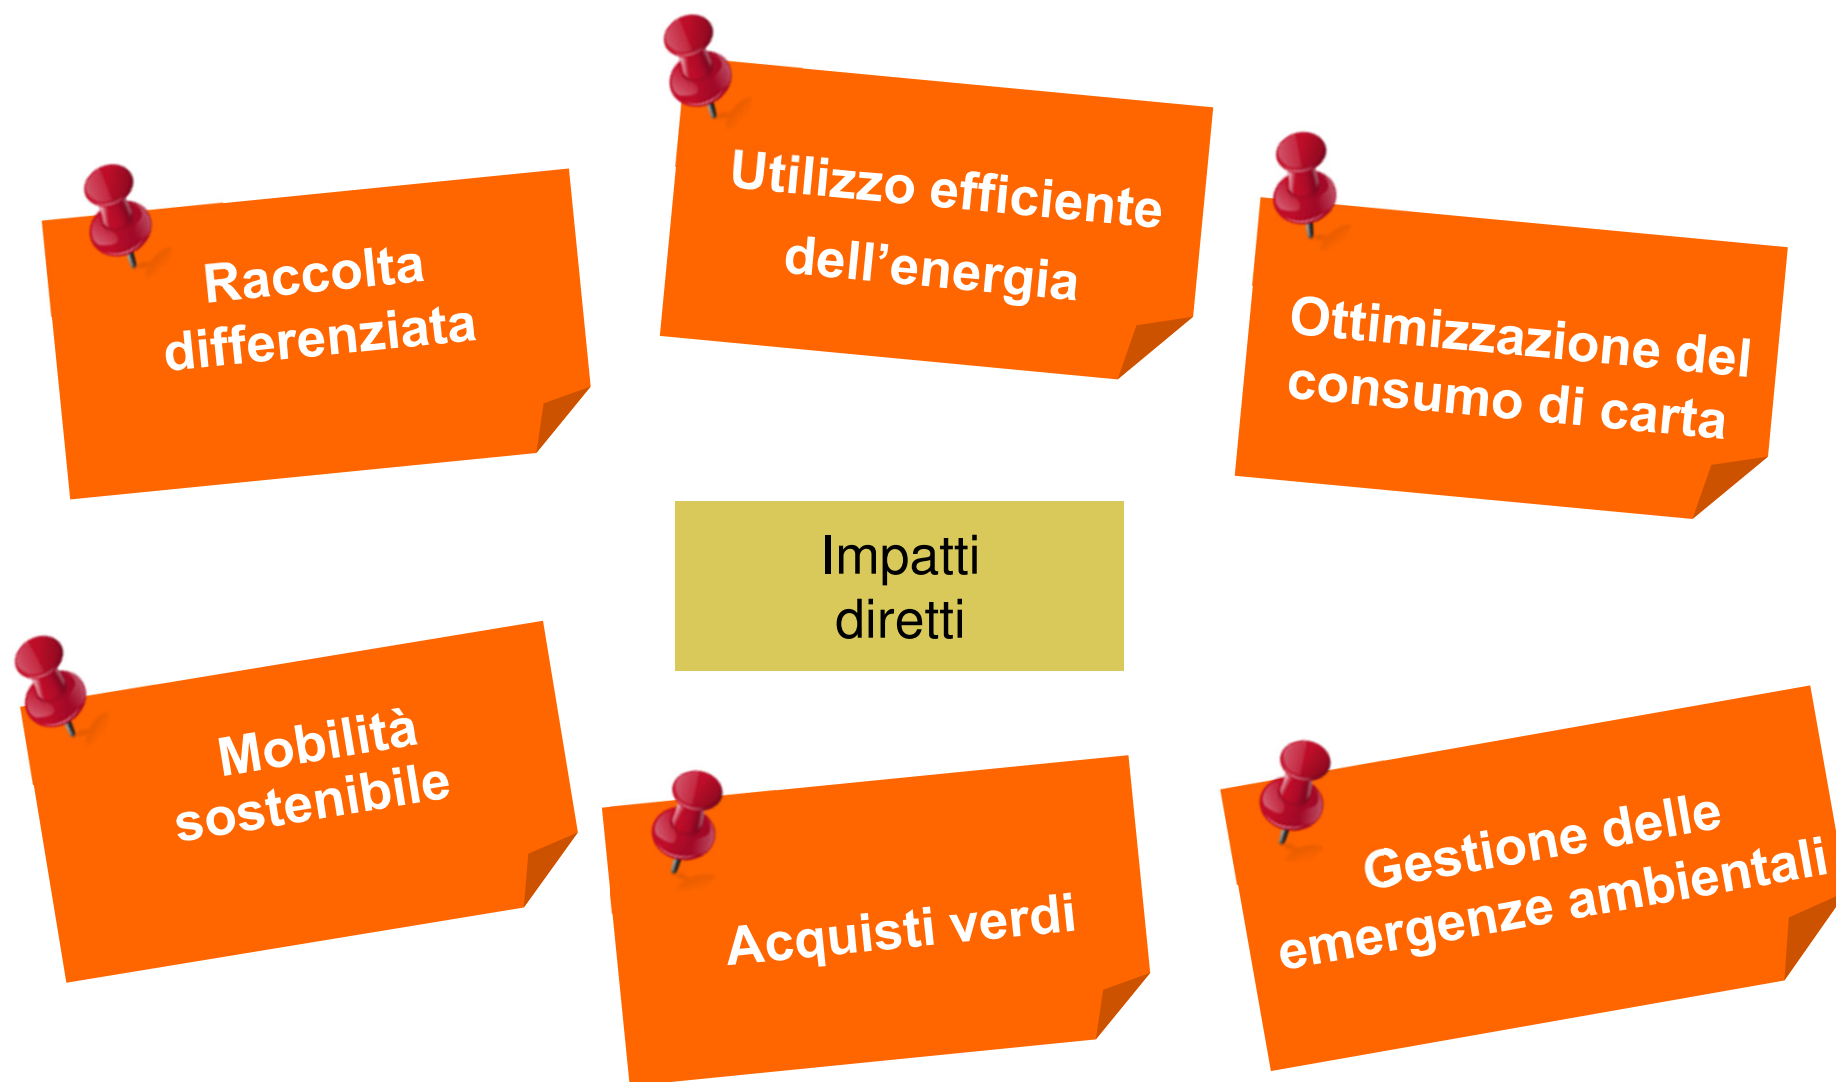 Utilizzo efficiente
dell’energia
Raccolta
differenziata
Ottimizzazione del
consumo di carta
Impatti
diretti
Mobilità
sostenibile
Acquisti verdi
Gestione delle
emergenze ambientali